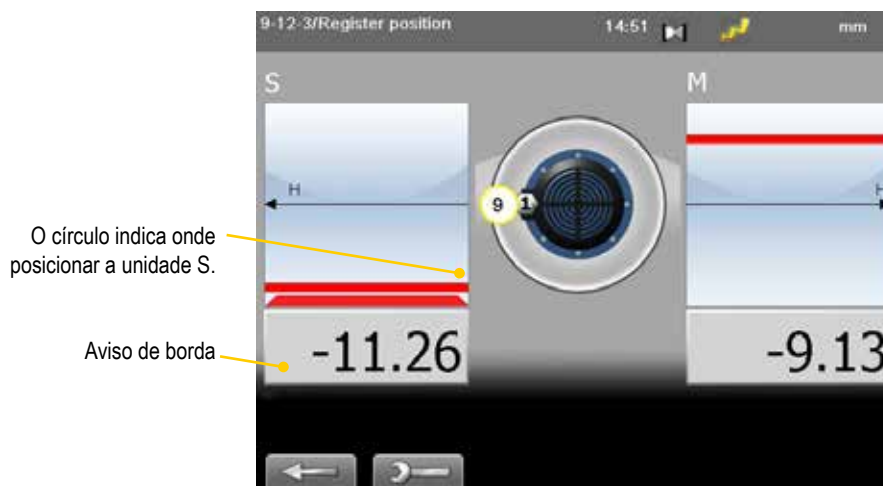 9-12-3/Register position 14:51 mm
S M
H H
9 1
O círculo indica onde
posicionar a unidade S.
Aviso de borda
-11.26 -9.13